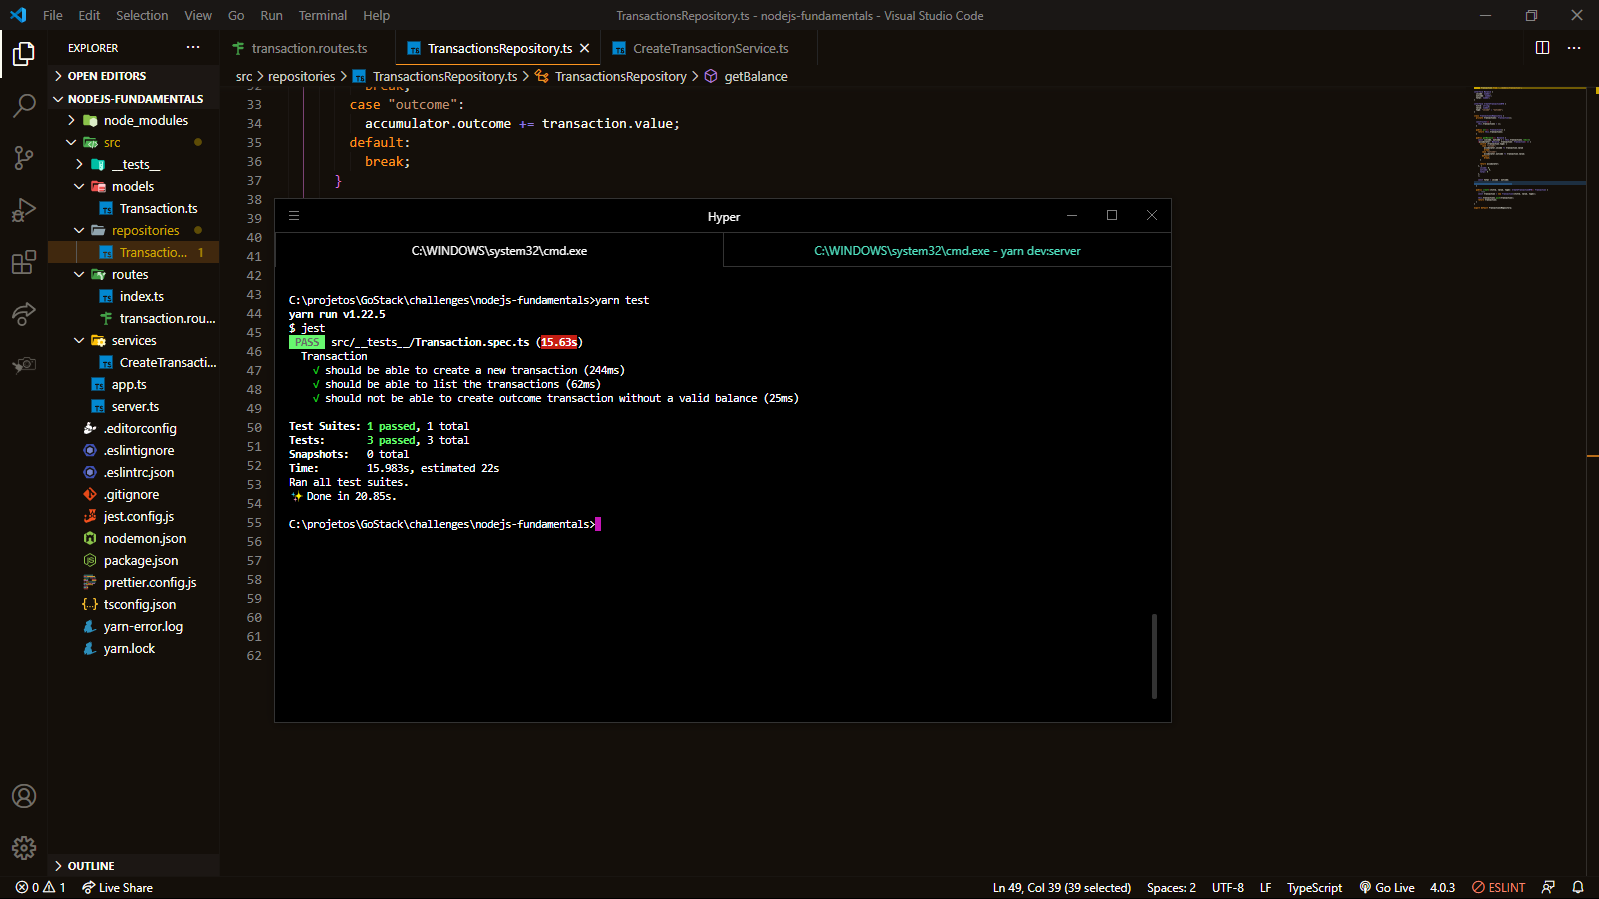 File Edit Selection View Go Run Terminal Help
TransactionsRepository.ts - nodejs-fundamentals - Visual Studio Code
EXPLORER
OPEN EDITORS
NODEJS-FUNDAMENTALS
node_modules
src
__tests__
models
Transaction.ts
repositories
Transactio... 1
routes
index.ts
transaction.rou...
services
CreateTransacti...
app.ts
server.ts
.editorconfig
.eslintignore
.eslintrc.json
.gitignore
jest.config.js
nodemon.json
package.json
prettier.config.js
tsconfig.json
yarn-error.log
yarn.lock
OUTLINE
transaction.routes.ts TransactionsRepository.ts CreateTransactionService.ts
src > repositories > TransactionsRepository.ts > TransactionsRepository > getBalance
32 break;
33 case "outcome":
34 accumulator.outcome += transaction.value;
35 default:
36 break;
37 }
38
39
40
41
42
43
44
45
46
47
48
49
50
51
52
53
54
55
56
57
58
59
60
61
62
Hyper
C:\WINDOWS\system32\cmd.exe
C:\WINDOWS\system32\cmd.exe - yarn dev:server
C:\projetos\GoStack\challenges\nodejs-fundamentals>yarn test
yarn run v1.22.5
$ jest
PASS src/__tests__/Transaction.spec.ts (15.63s)
Transaction
√ should be able to create a new transaction (244ms)
√ should be able to list the transactions (62ms)
√ should not be able to create outcome transaction without a valid balance (25ms)
Test Suites: 1 passed, 1 total
Tests: 3 passed, 3 total
Snapshots: 0 total
Time: 15.983s, estimated 22s
Ran all test suites.
✨ Done in 20.85s.
C:\projetos\GoStack\challenges\nodejs-fundamentals>
0 1 Live Share
Ln 49, Col 39 (39 selected) Spaces: 2 UTF-8 LF TypeScript Go Live 4.0.3 ESLINT